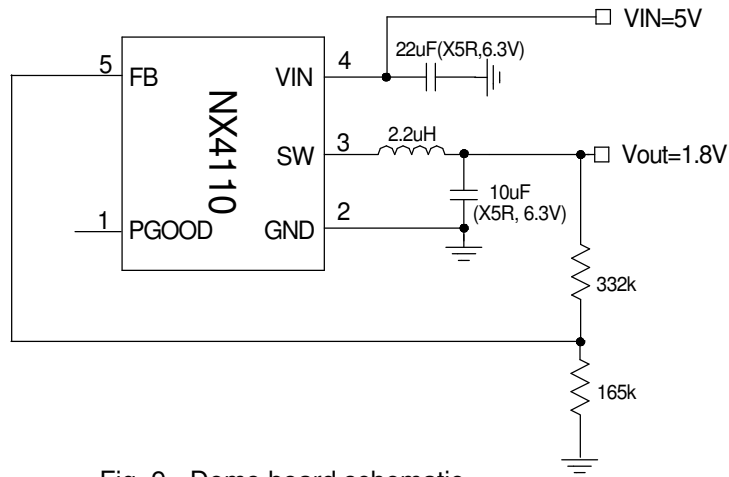 VIN=5V
22uF(X5R,6.3V)
5
FB
VIN
4
NX4110
SW
3
2.2uH
Vout=1.8V
10uF
(X5R, 6.3V)
1
PGOOD
GND
2
332k
165k